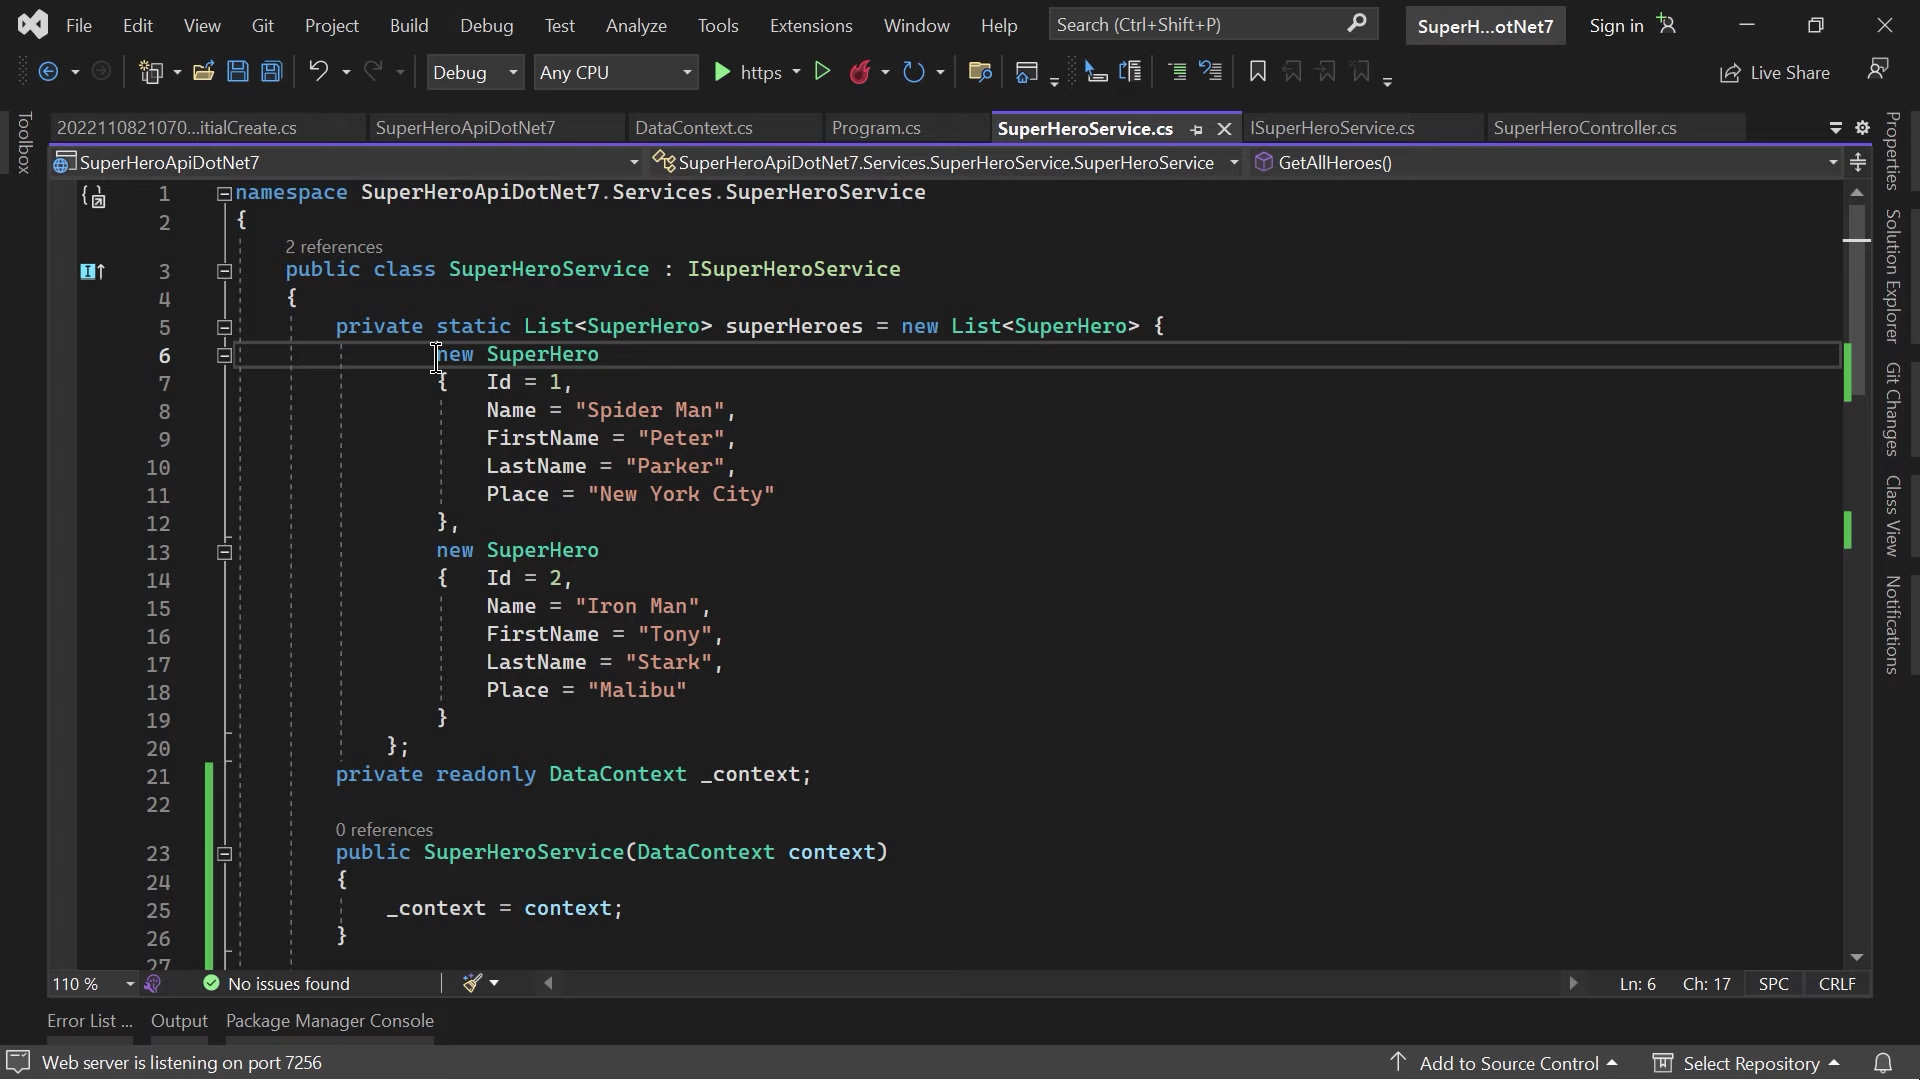 File Edit View Git Project Build Debug Test Analyze Tools Extensions Window Help Search (Ctrl+Shift+P) SuperH...otNet7 Sign in
Debug Any CPU https Live Share
Toolbox
2022110821070...itialCreate.cs SuperHeroApiDotNet7 DataContext.cs Program.cs SuperHeroService.cs ISuperHeroService.cs SuperHeroController.cs
SuperHeroApiDotNet7 SuperHeroApiDotNet7.Services.SuperHeroService.SuperHeroService GetAllHeroes()
1 namespace SuperHeroApiDotNet7.Services.SuperHeroService
2 {
2 references
3 public class SuperHeroService : ISuperHeroService
4 {
5 private static List<SuperHero> superHeroes = new List<SuperHero> {
6 new SuperHero
7 { Id = 1,
8 Name = "Spider Man",
9 FirstName = "Peter",
10 LastName = "Parker",
11 Place = "New York City"
12 },
13 new SuperHero
14 { Id = 2,
15 Name = "Iron Man",
16 FirstName = "Tony",
17 LastName = "Stark",
18 Place = "Malibu"
19 }
20 };
21 private readonly DataContext _context;
22
0 references
23 public SuperHeroService(DataContext context)
24 {
25 _context = context;
26 }
27
Properties
Solution Explorer
Git Changes
Class View
Notifications
110 % No issues found Ln: 6 Ch: 17 SPC CRLF
Error List ... Output Package Manager Console
Web server is listening on port 7256 Add to Source Control Select Repository